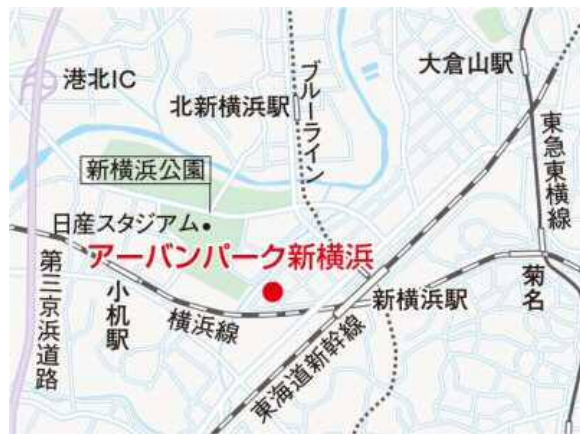 港北IC
大倉山駅
北新横浜駅
ブルーライン
東急東横線
新横浜公園
日産スタジアム
アーバンパーク新横浜
第三京浜道路
小机駅
横浜線
東海道新幹線
新横浜駅
菊名